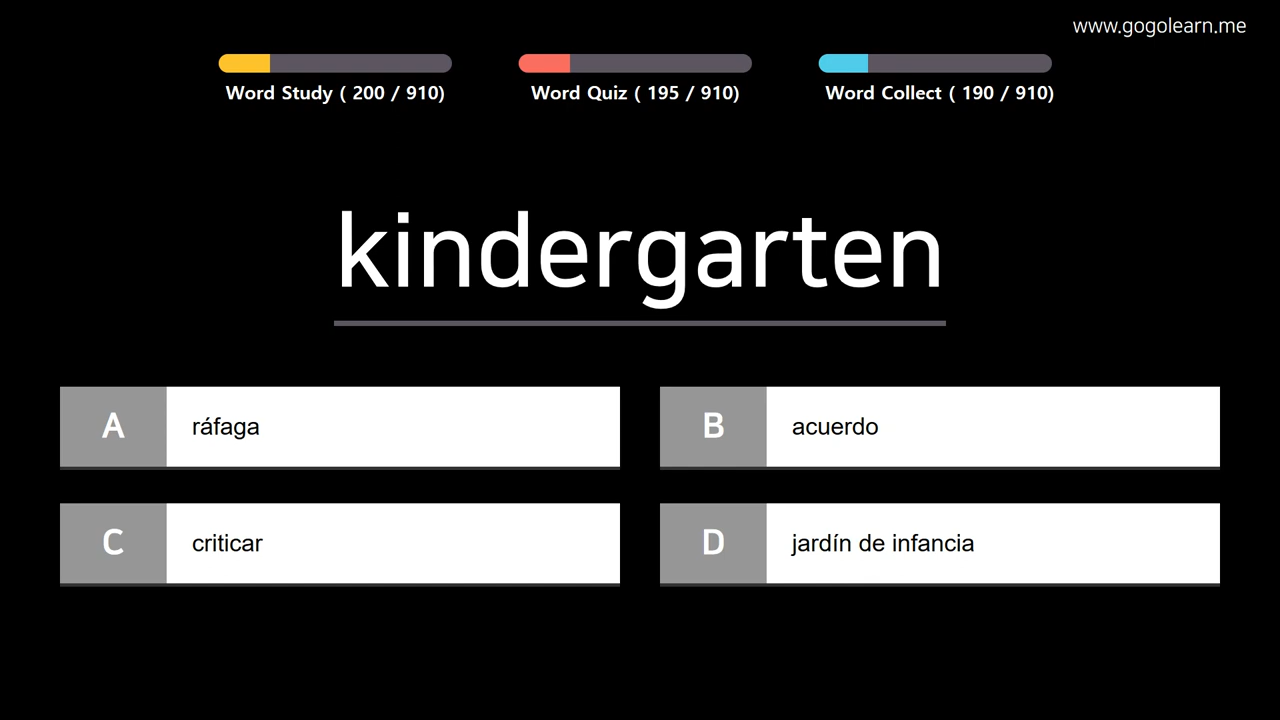 www.gogolearn.me
Word Study ( 200 / 910)
Word Quiz ( 195 / 910)
Word Collect ( 190 / 910)
kindergarten
A ráfaga
B acuerdo
C criticar
D jardín de infancia